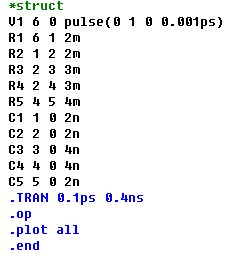 *struct
V1 6 0 pulse(0 1 0 0.001ps)
R1 6 1 2m
R2 1 2 2m
R3 2 3 3m
R4 2 4 3m
R5 4 5 4m
C1 1 0 2n
C2 2 0 2n
C3 3 0 4n
C4 4 0 4n
C5 5 0 2n
.TRAN 0.1ps 0.4ns
.op
.plot all
.end